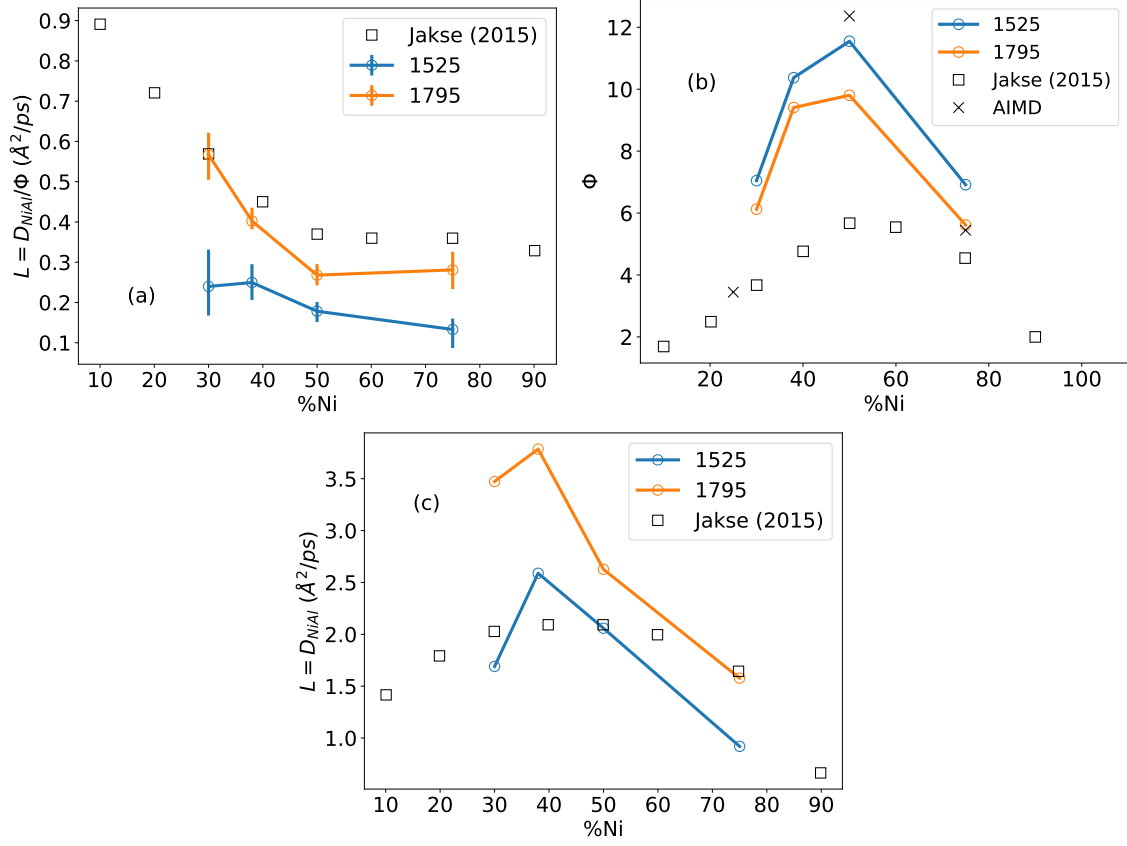 0.9
0.8
0.7
0.6
0.5
0.4
0.3
0.2
0.1
L = D_{NiAl}/Φ (Å²/ps)
Jakse (2015)
1525
1795
(a)
10 20 30 40 50 60 70 80 90
%Ni
12
10
8
6
4
2
Φ
(b)
1525
1795
Jakse (2015)
AIMD
20 40 60 80 100
%Ni
3.5
3.0
2.5
2.0
1.5
1.0
L = D_{NiAl} (Å²/ps)
(c)
1525
1795
Jakse (2015)
10 20 30 40 50 60 70 80 90
%Ni